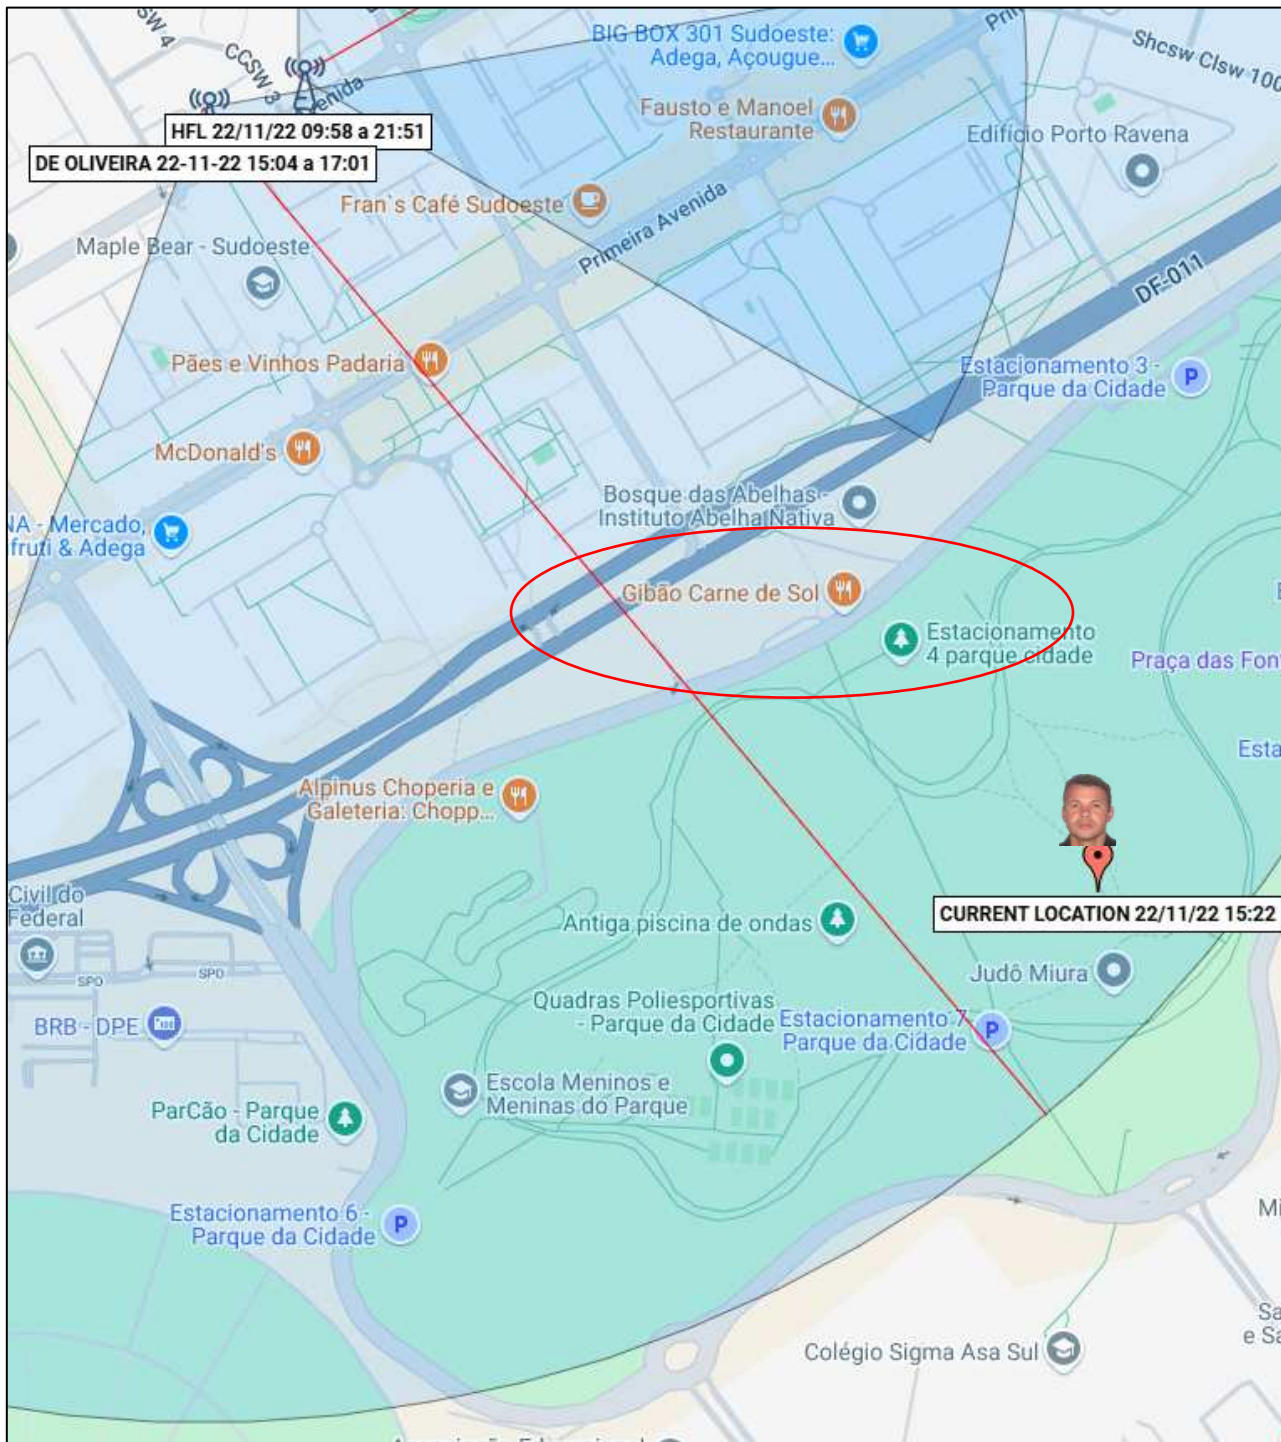 SW 4
CCSW 3
Avenida
BIG BOX 301 Sudoeste:
Adega, Açougue...
Shcsw Clsw 100
Fausto e Manoel
Restaurante
HFL 22/11/22 09:58 a 21:51
DE OLIVEIRA 22-11-22 15:04 a 17:01
Edifício Porto Ravena
Fran´s Café Sudoeste
Primeira Avenida
Maple Bear - Sudoeste
DF-011
Pães e Vinhos Padaria
Estacionamento 3 -
Parque da Cidade
McDonald's
Bosque das Abelhas -
Instituto Abelha Nativa
NA - Mercado,
fruti & Adega
Gibão Carne de Sol
Estacionamento
4 parque cidade
Praça das Font
Esta
Alpinus Choperia e
Galeteria: Chopp...
Civil do
Federal
CURRENT LOCATION 22/11/22 15:22
Antiga piscina de ondas
Judô Miura
SPO
SPO
BRB - DPE
Quadras Poliesportivas
- Parque da Cidade
Estacionamento 7-
Parque da Cidade
P
Escola Meninos e
Meninas do Parque
ParCão - Parque
da Cidade
Estacionamento 6 -
Parque da Cidade
P
Mi
Sa
e Sa
Colégio Sigma Asa Sul